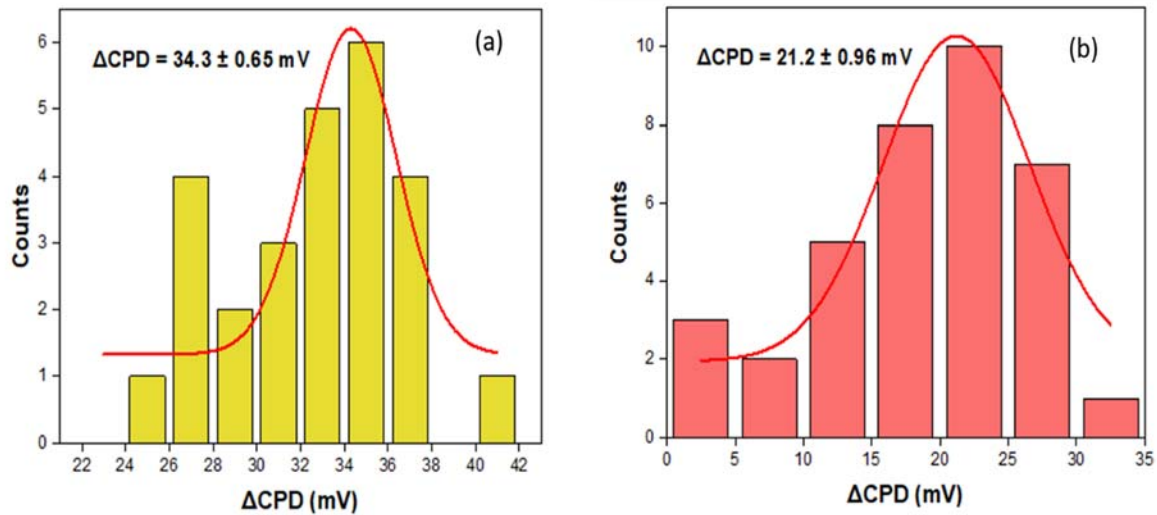 (a)
ΔCPD = 34.3 ± 0.65 mV
6
5
4
3
2
1
0
Counts
22 24 26 28 30 32 34 36 38 40 42
ΔCPD (mV)
(b)
ΔCPD = 21.2 ± 0.96 mV
10
8
6
4
2
0
Counts
0 5 10 15 20 25 30 35
ΔCPD (mV)